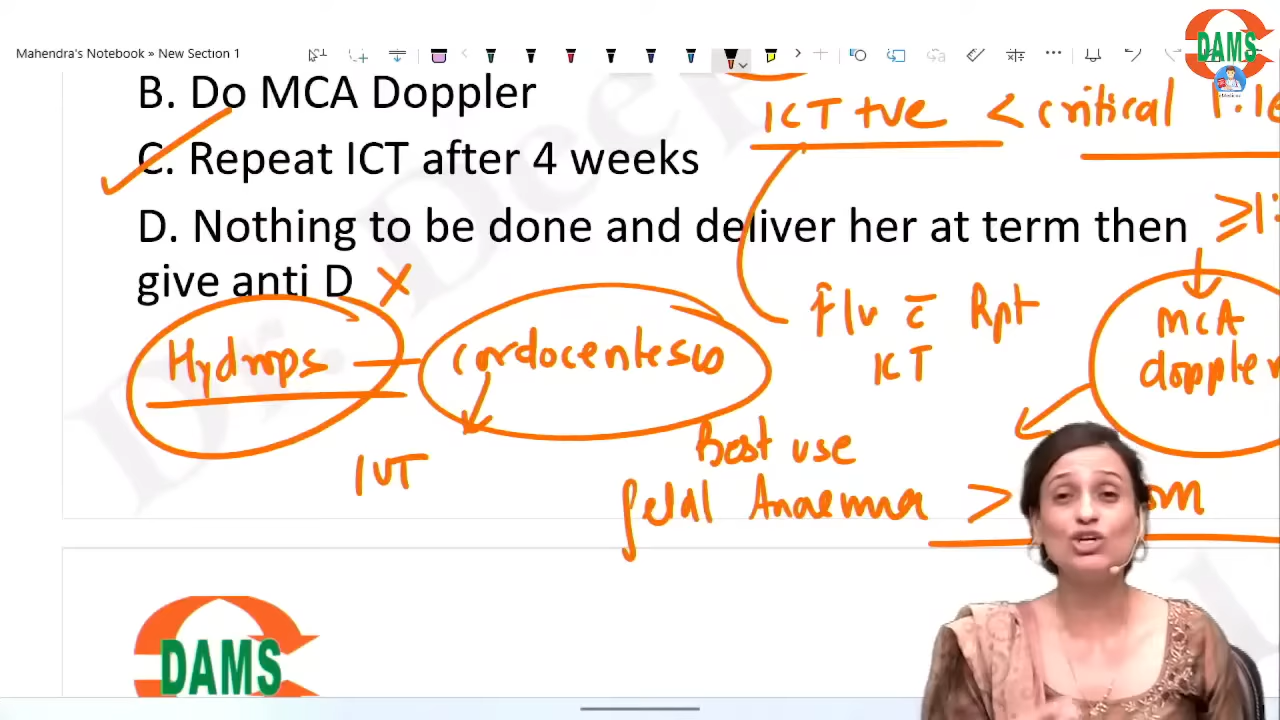 Mahendra's Notebook » New Section 1
DAMS
B. Do MCA Doppler
C. Repeat ICT after 4 weeks
D. Nothing to be done and deliver her at term then
give anti D
ICT +ve < critical
≥1:
MCA
doppler
Flv c̄ Rpt
ICT
Hydrops — cordocentesis
IUT
Best use
fetal Anaemia >
DAMS